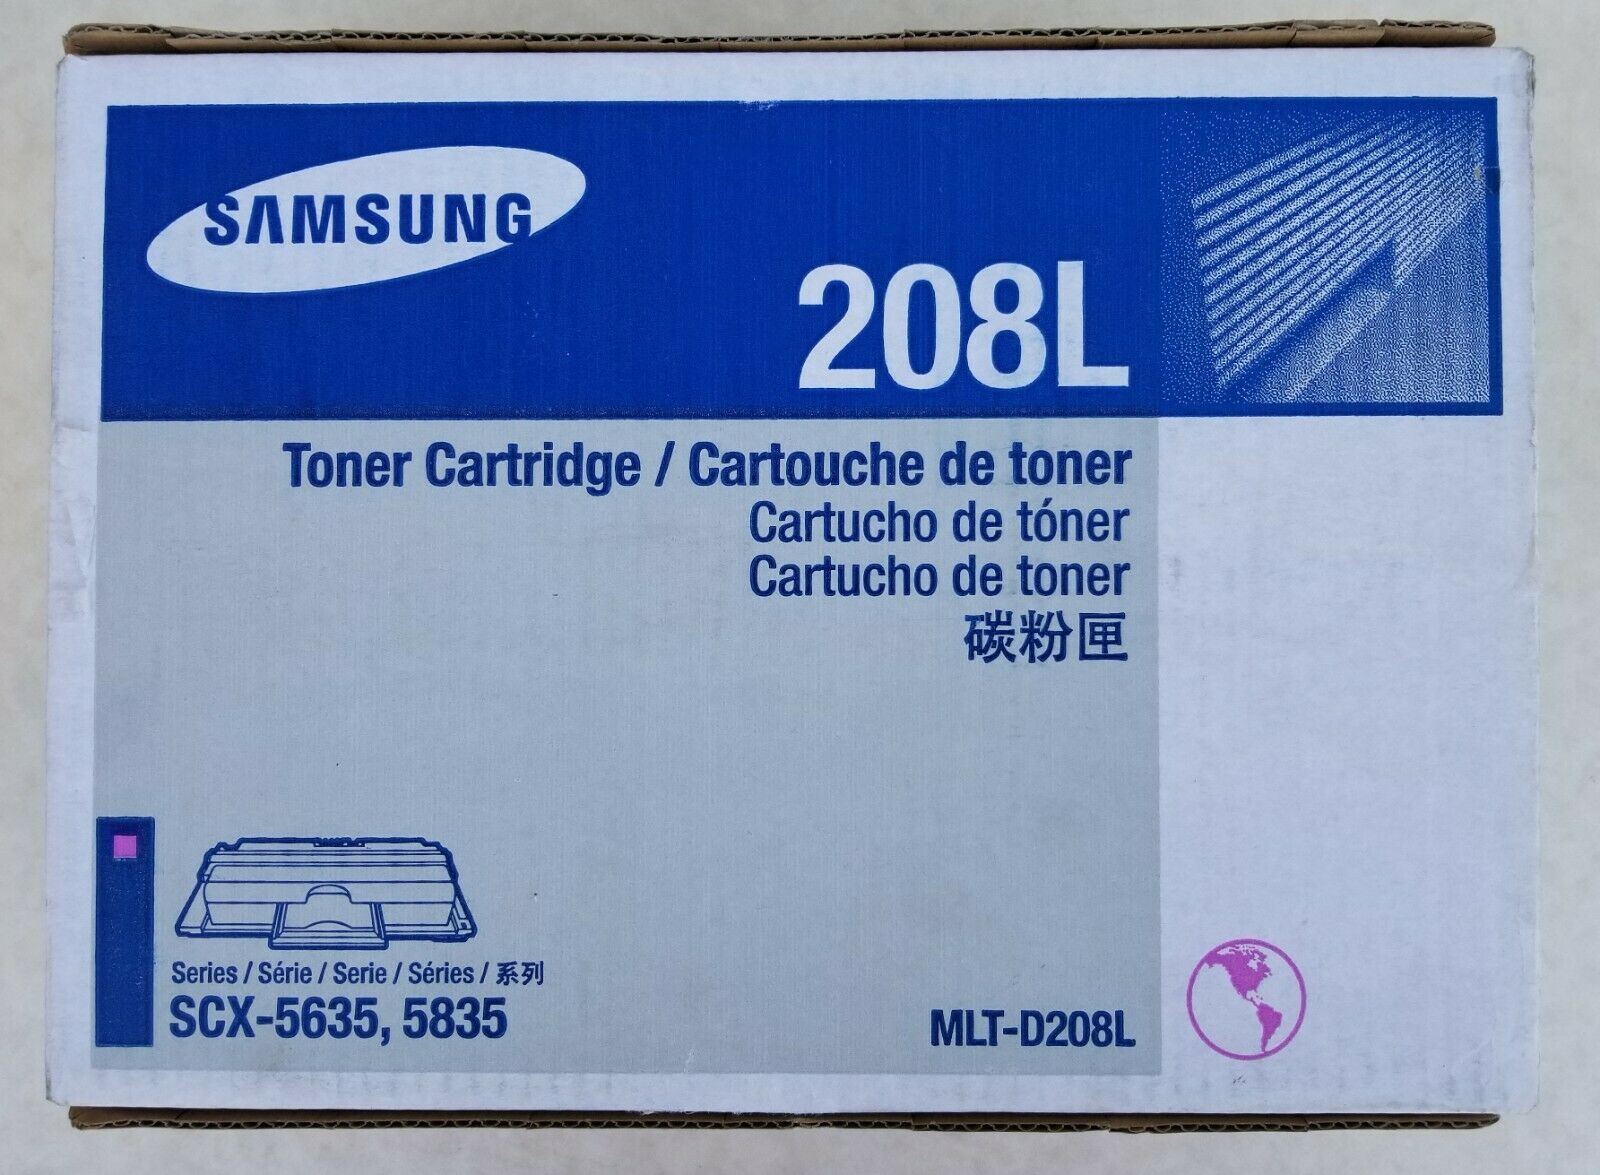 SAMSUNG
208L
Toner Cartridge / Cartouche de toner
Cartucho de tóner
Cartucho de toner
碳粉匣
Series / Série / Serie / Séries / 系列
SCX-5635, 5835
MLT-D208L